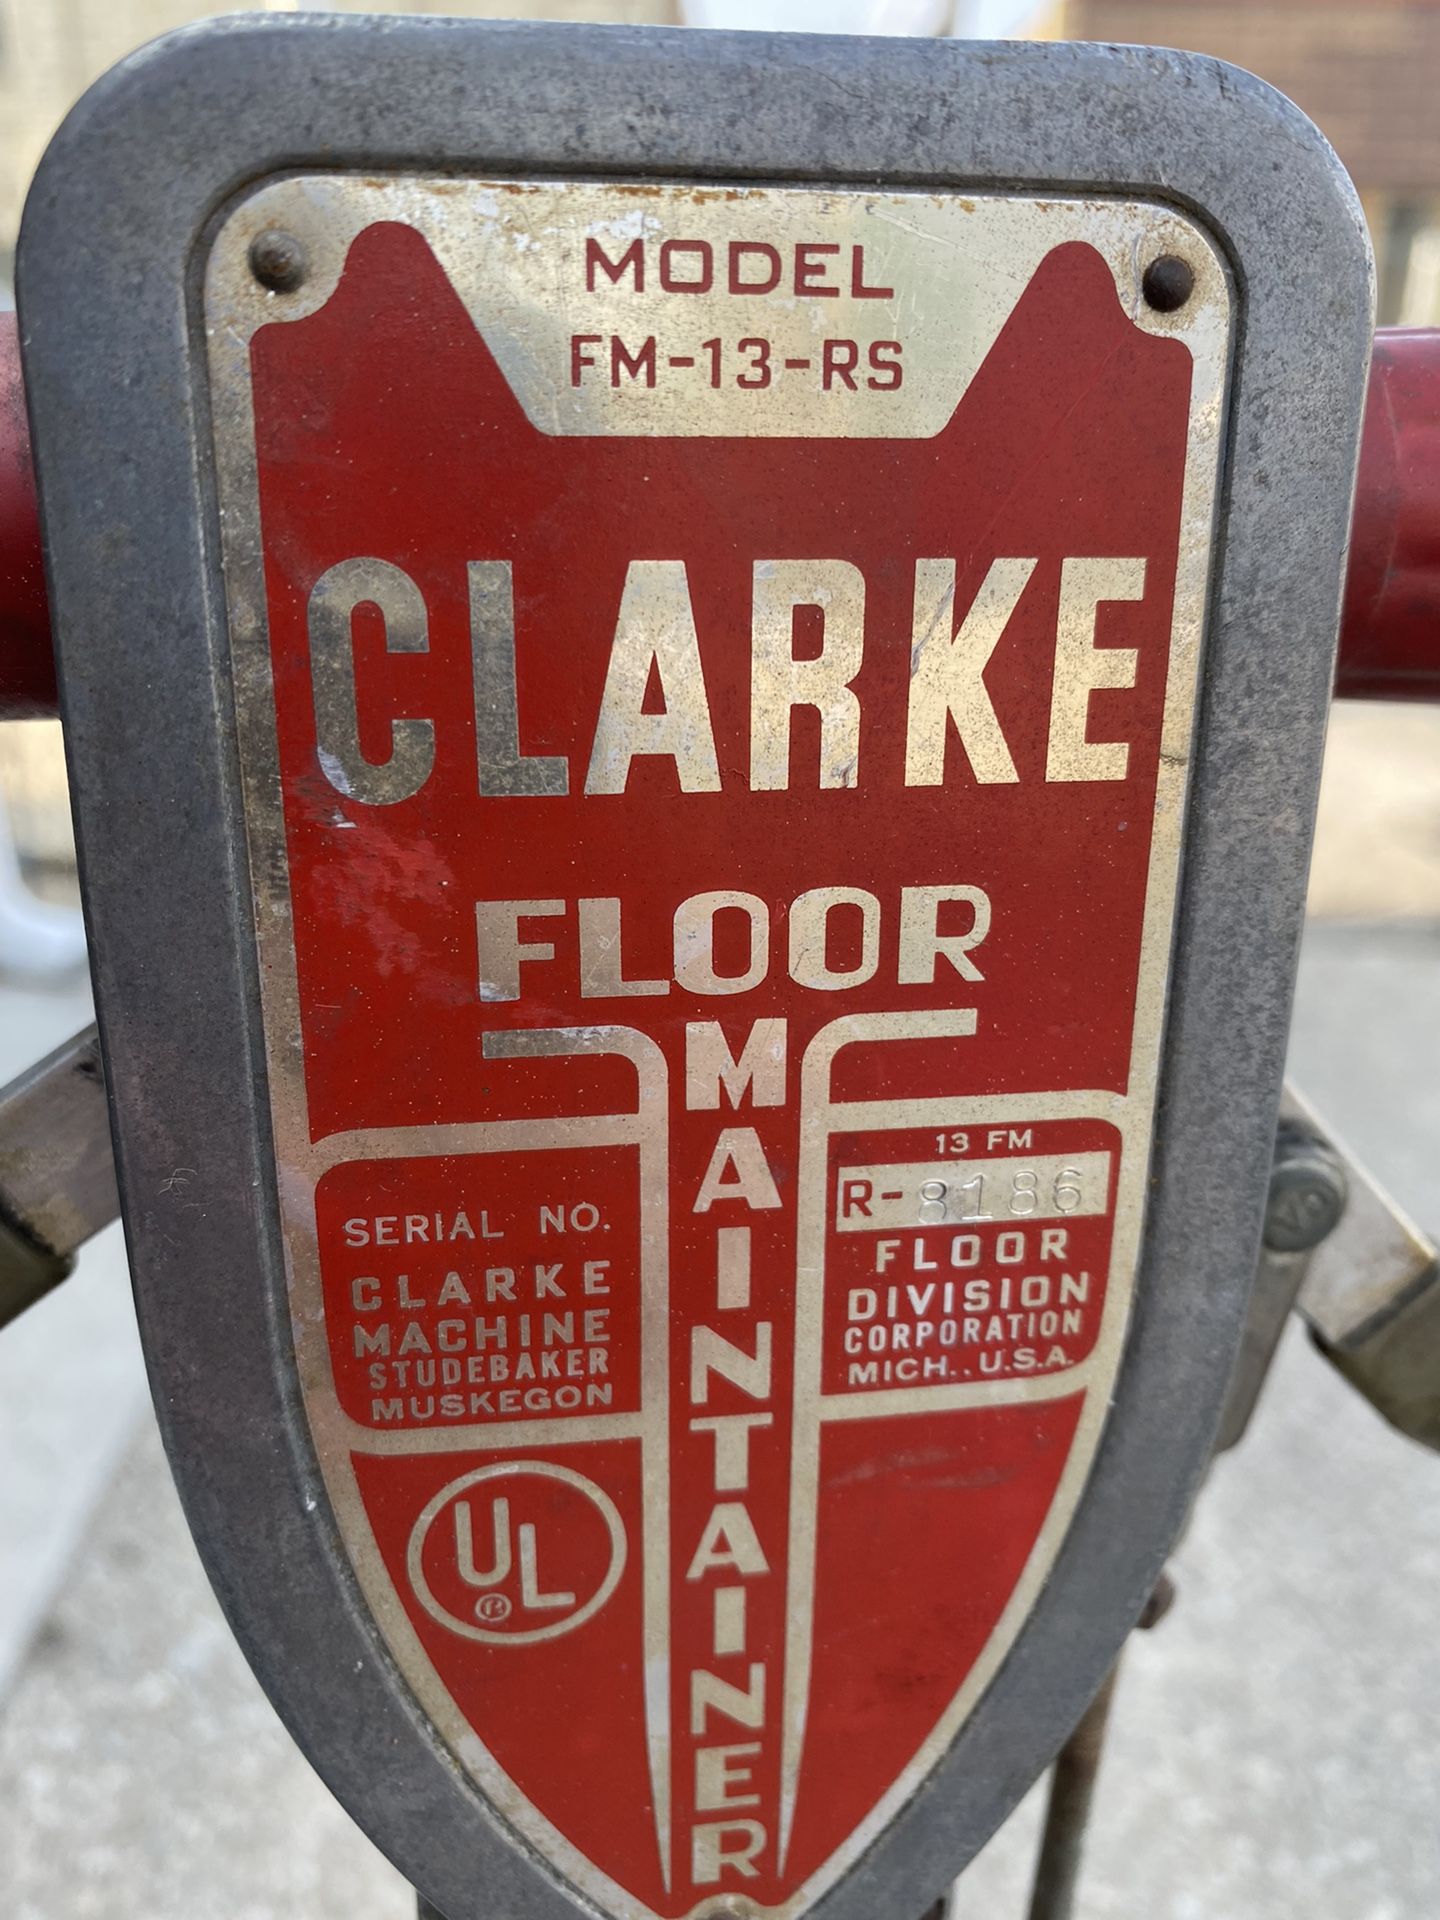 MODEL
FM-13-RS
CLARKE
FLOOR
MAINTAINER
SERIAL NO.
13 FM
R-8186
CLARKE FLOOR
MACHINE DIVISION
STUDEBAKER CORPORATION
MUSKEGON MICH., U.S.A.
UL
®